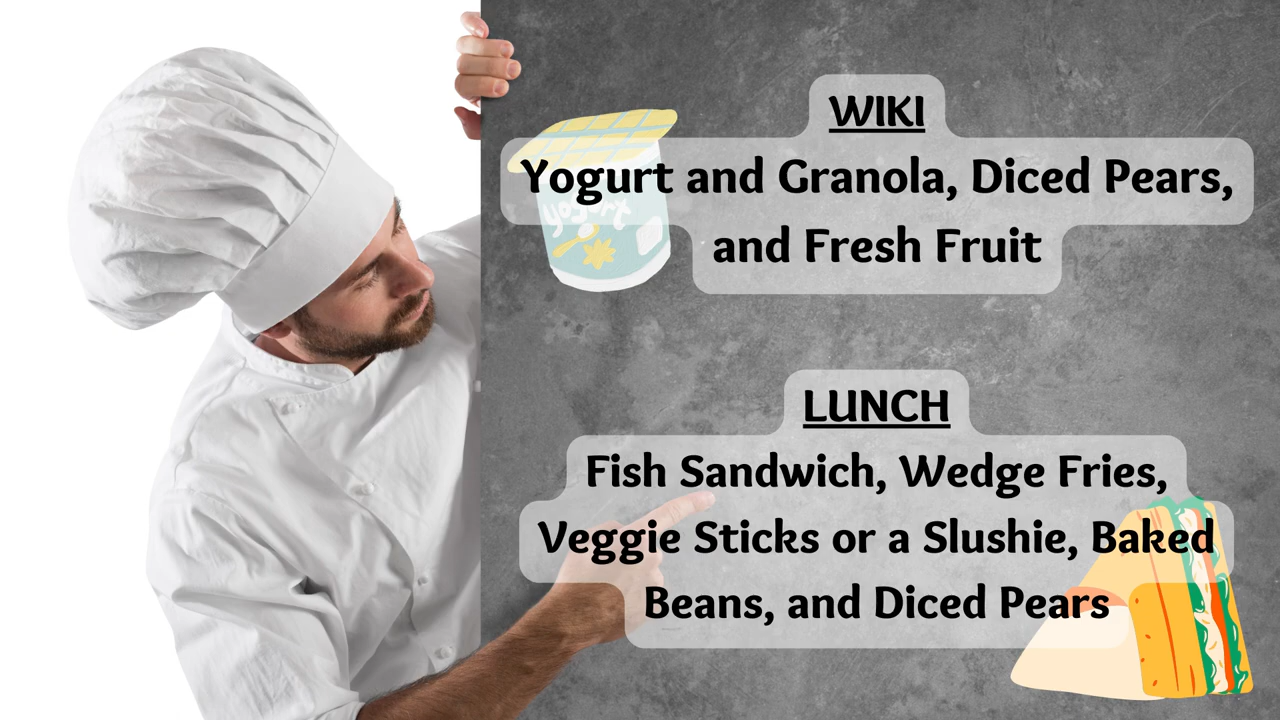 WIKI
Yogurt and Granola, Diced Pears,
and Fresh Fruit
yogurt
LUNCH
Fish Sandwich, Wedge Fries,
Veggie Sticks or a Slushie, Baked
Beans, and Diced Pears